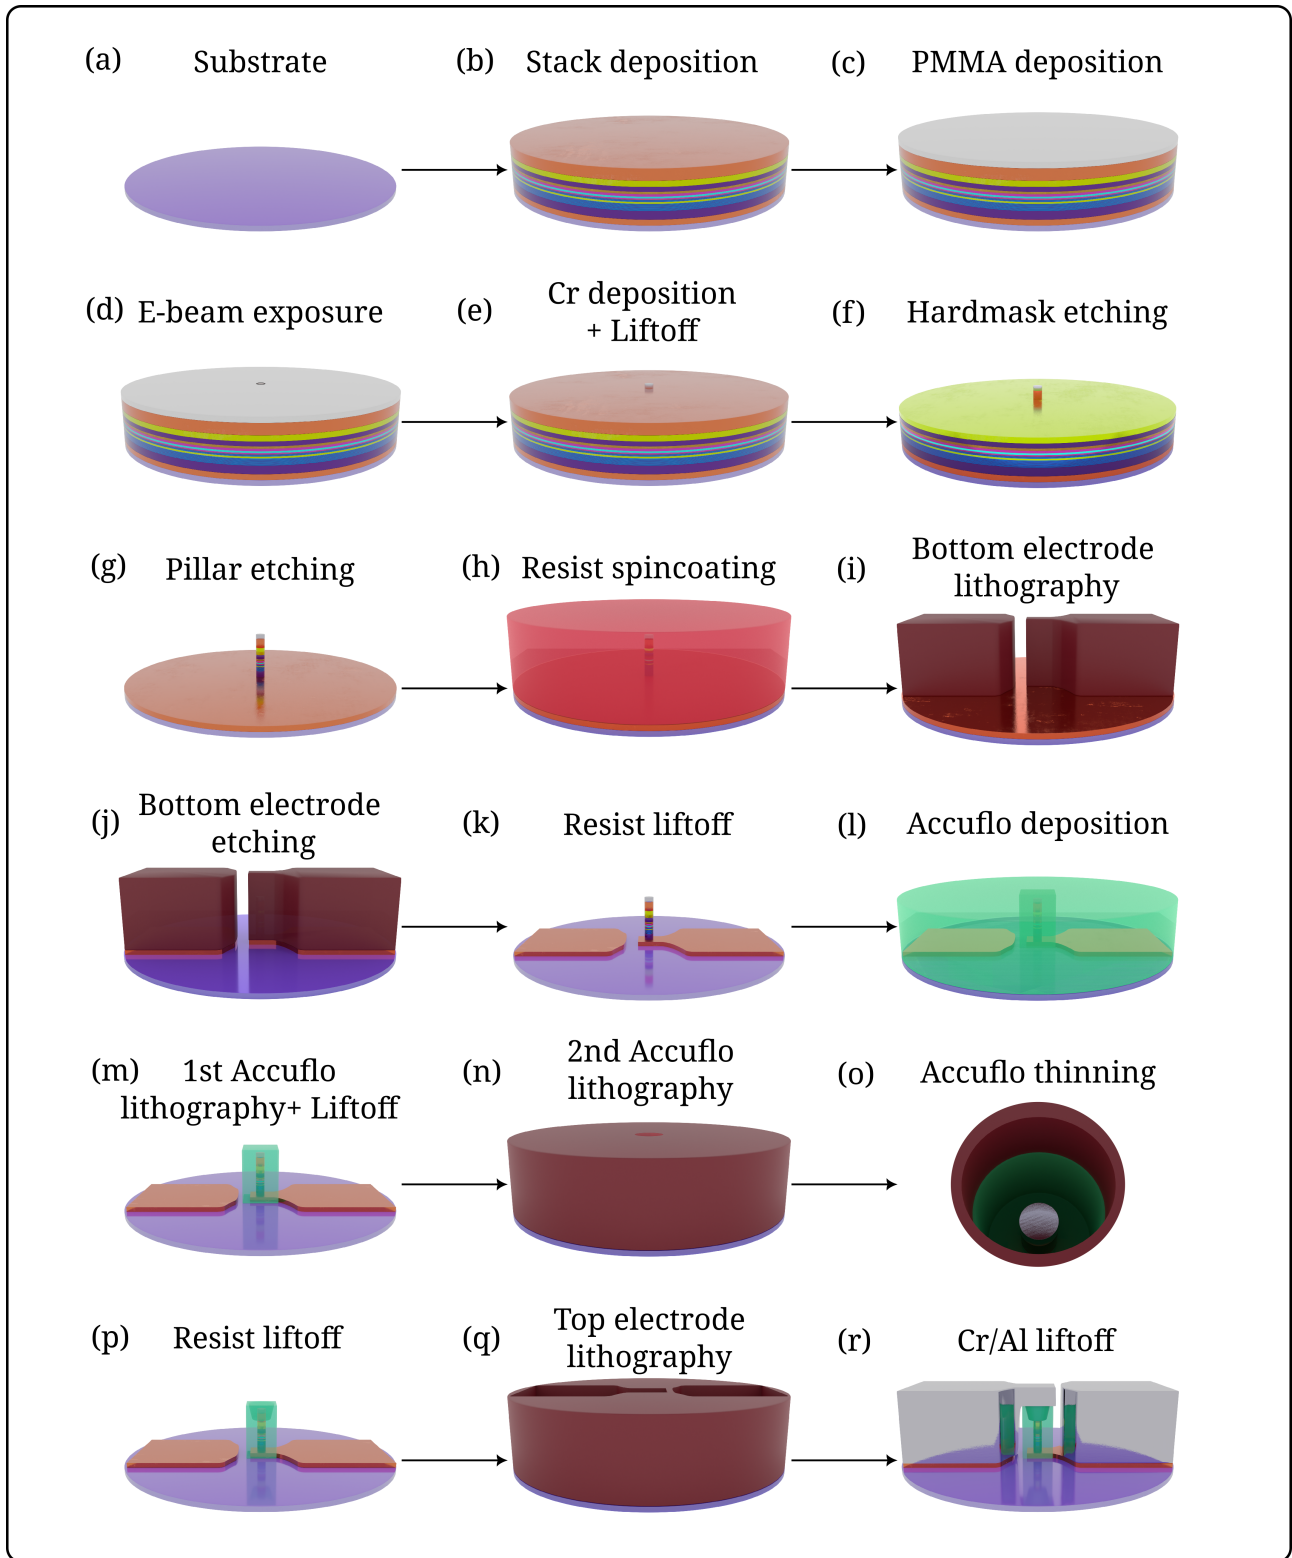 (a) Substrate
(b) Stack deposition
(c) PMMA deposition
(d) E-beam exposure
(e) Cr deposition
+ Liftoff
(f) Hardmask etching
(g) Pillar etching
(h) Resist spincoating
(i) Bottom electrode
lithography
(j) Bottom electrode
etching
(k) Resist liftoff
(l) Accuflo deposition
(m) 1st Accuflo
lithography+ Liftoff
(n) 2nd Accuflo
lithography
(o) Accuflo thinning
(p) Resist liftoff
(q) Top electrode
lithography
(r) Cr/Al liftoff